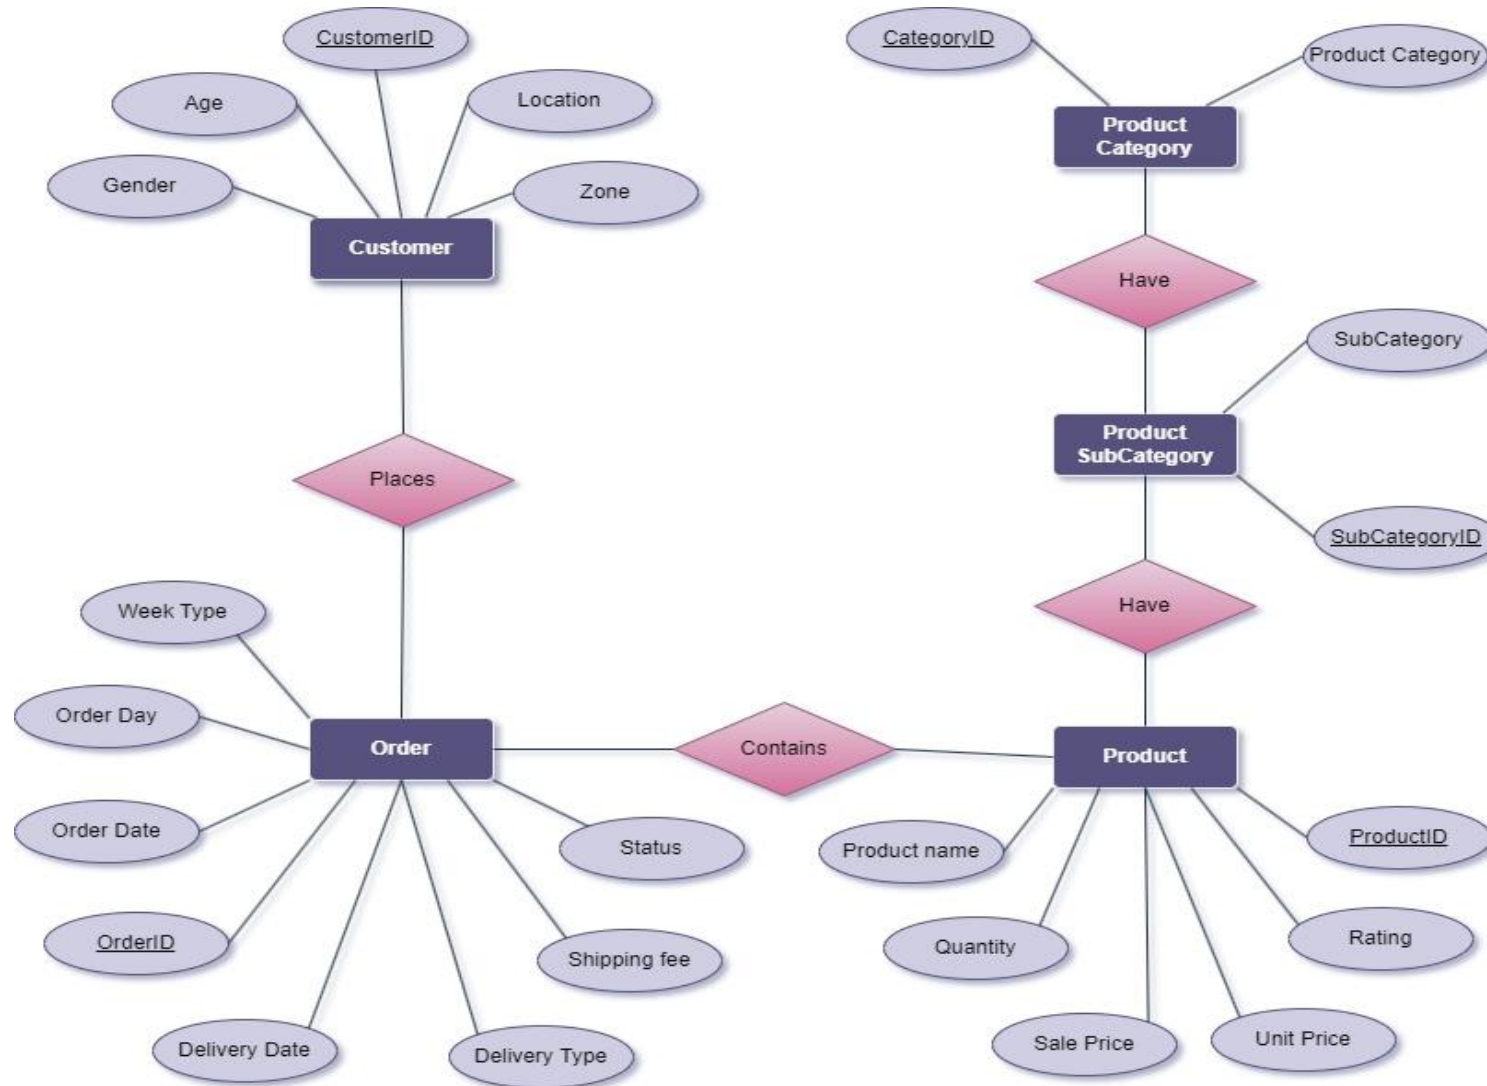 CustomerID
CategoryID
Product Category
Age
Location
Product
Category
Gender
Zone
Customer
Have
SubCategory
Product
SubCategory
Places
SubCategoryID
Week Type
Have
Order Day
Order
Contains
Product
Order Date
Status
Product name
ProductID
OrderID
Shipping fee
Quantity
Rating
Delivery Date
Delivery Type
Sale Price
Unit Price